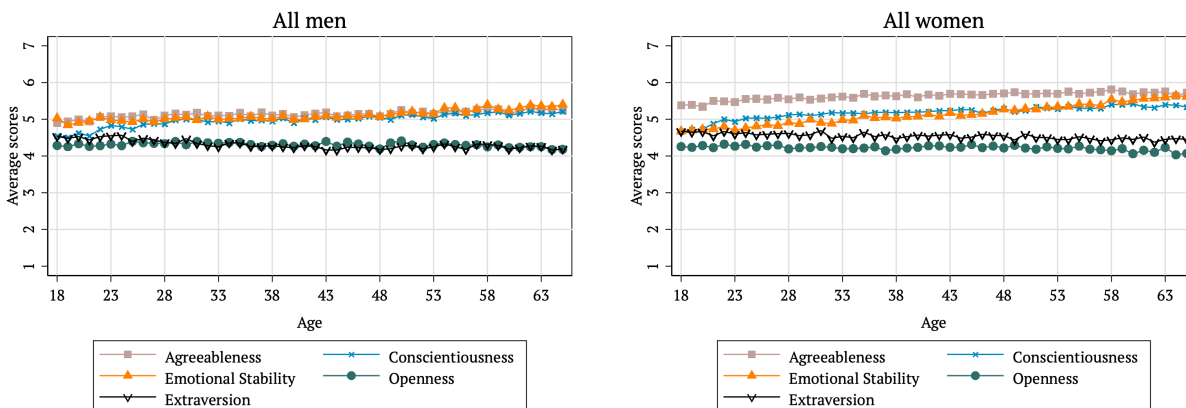 All men
7
6
5
4
3
2
1
Average scores
18 23 28 33 38 43 48 53 58 63
Age
Agreeableness Conscientiousness
Emotional Stability Openness
Extraversion
All women
7
6
5
4
3
2
1
Average scores
18 23 28 33 38 43 48 53 58 63
Age
Agreeableness Conscientiousness
Emotional Stability Openness
Extraversion